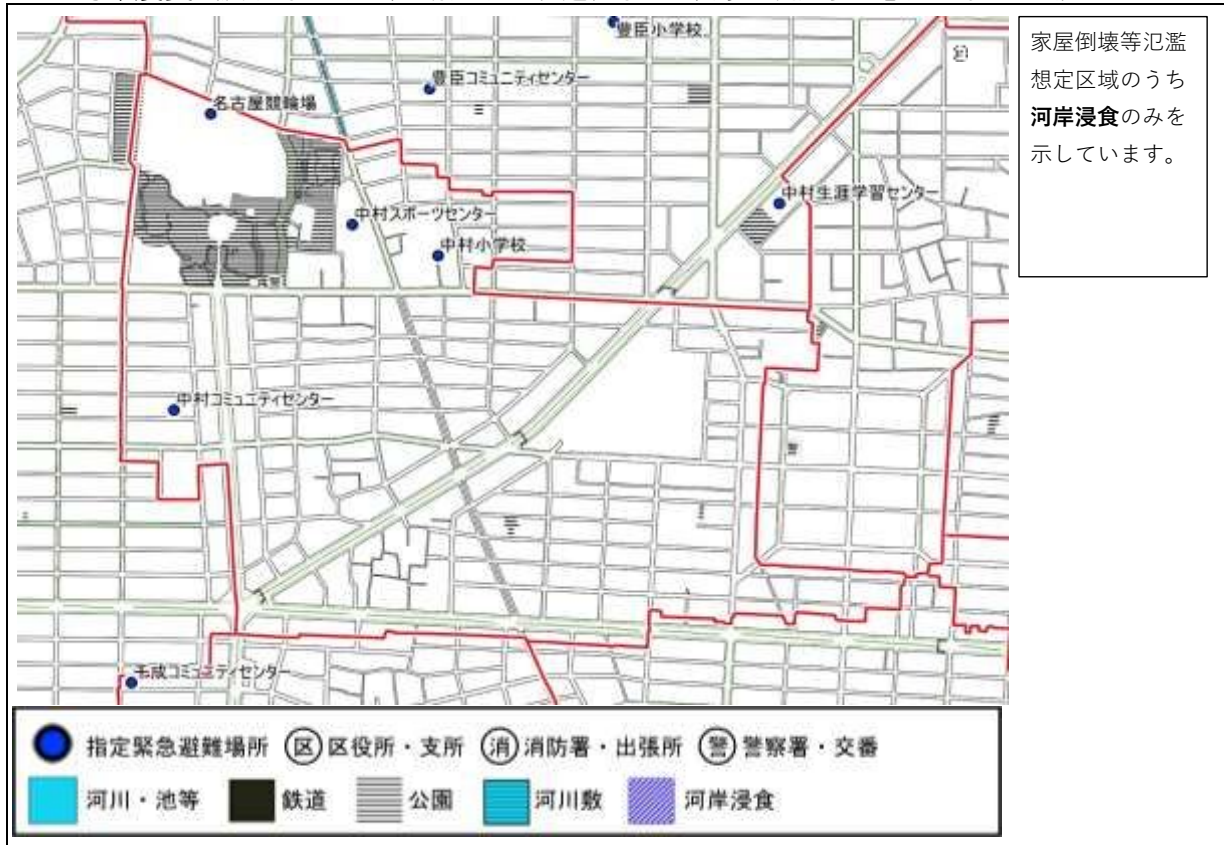 豊臣小学校
豊臣コミュニティセンター
名古屋競輪場
中村生涯学習センター
中村スポーツセンター
中村小学校
中村コミュニティセンター
千成コミュニティセンター
家屋倒壊等氾濫
想定区域のうち
河岸浸食のみを
示しています。
指定緊急避難場所 区 区役所・支所 消 消防署・出張所 警 警察署・交番
河川・池等 鉄道 公園 河川敷 河岸浸食